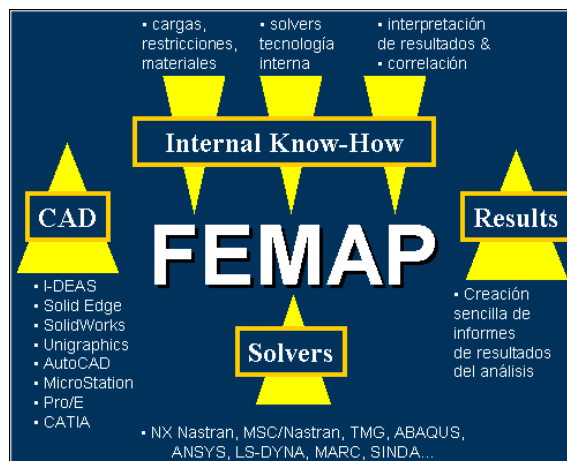 ▪ cargas,
restricciones,
materiales
▪ solvers
tecnología
interna
▪ interpretación
de resultados &
▪ correlación
Internal Know-How
CAD
Results
FEMAP
▪ I-DEAS
▪ Solid Edge
▪ SolidWorks
▪ Unigraphics
▪ AutoCAD
▪ MicroStation
▪ Pro/E
▪ CATIA
▪ Creación
sencilla de
informes
de resultados
del análisis
Solvers
▪ NX Nastran, MSC/Nastran, TMG, ABAQUS,
ANSYS, LS-DYNA, MARC, SINDA...